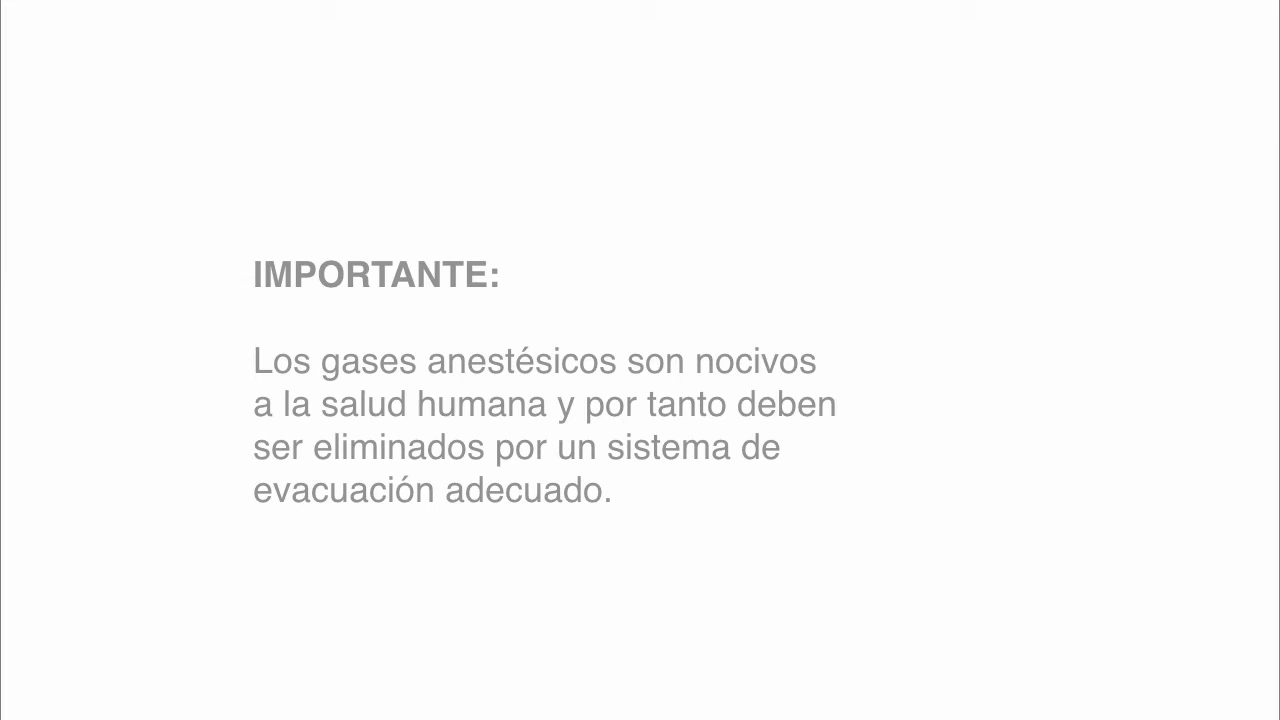 IMPORTANTE:
Los gases anestésicos son nocivos
a la salud humana y por tanto deben
ser eliminados por un sistema de
evacuación adecuado.